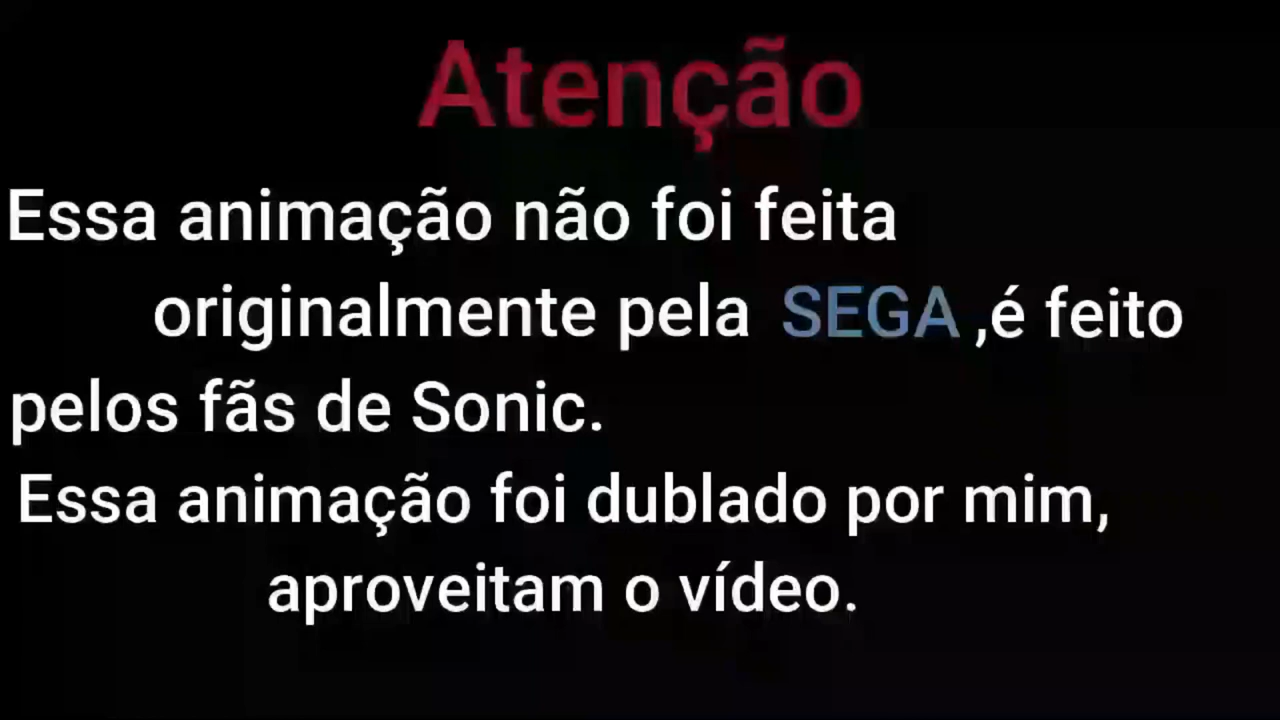 Atenção
Essa animação não foi feita
originalmente pela SEGA ,é feito
pelos fãs de Sonic.
Essa animação foi dublado por mim,
aproveitam o vídeo.